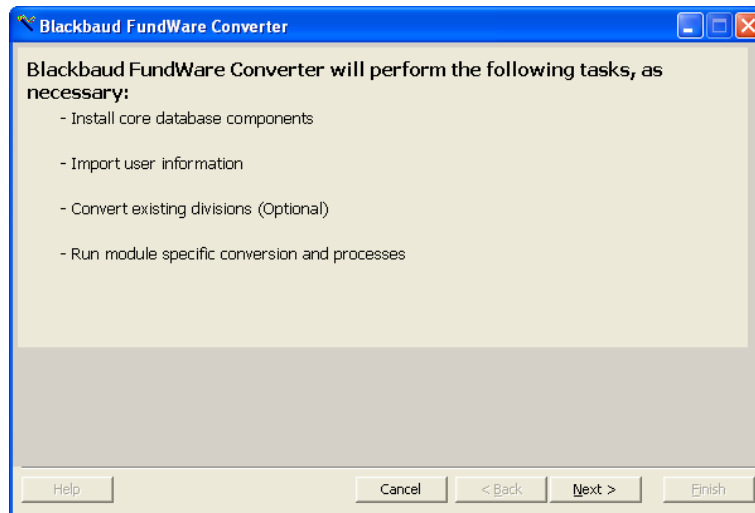 Blackbaud FundWare Converter
Blackbaud FundWare Converter will perform the following tasks, as
necessary:
- Install core database components
- Import user information
- Convert existing divisions (Optional)
- Run module specific conversion and processes
Help
Cancel
< Back
Next >
Finish